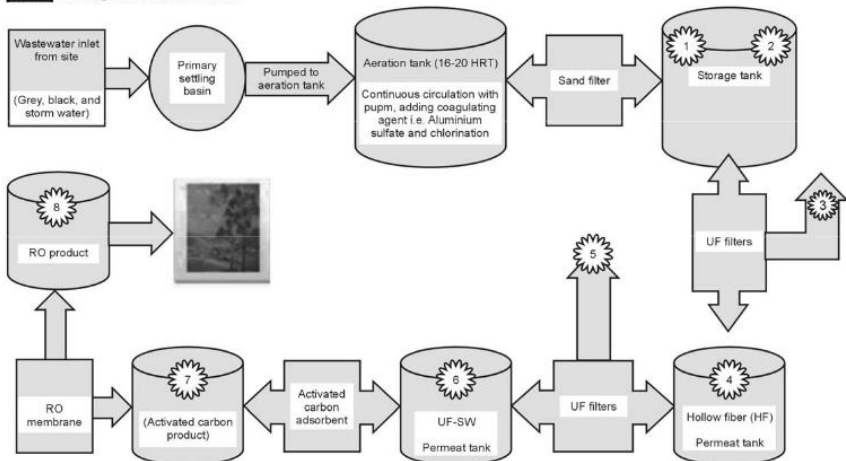 Wastewater inlet
from site
(Grey, black, and
storm water)
Primary
settling
basin
Pumped to
aeration tank
Aeration tank (16-20 HRT)
Continuous circulation with
pupm, adding coagulating
agent i.e. Aluminium
sulfate and chlorination
Sand filter
1
2
Storage tank
8
RO product
5
UF filters
3
RO
membrane
7
(Activated carbon
product)
Activated
carbon
adsorbent
6
UF-SW
Permeat tank
UF filters
4
Hollow fiber (HF)
Permeat tank